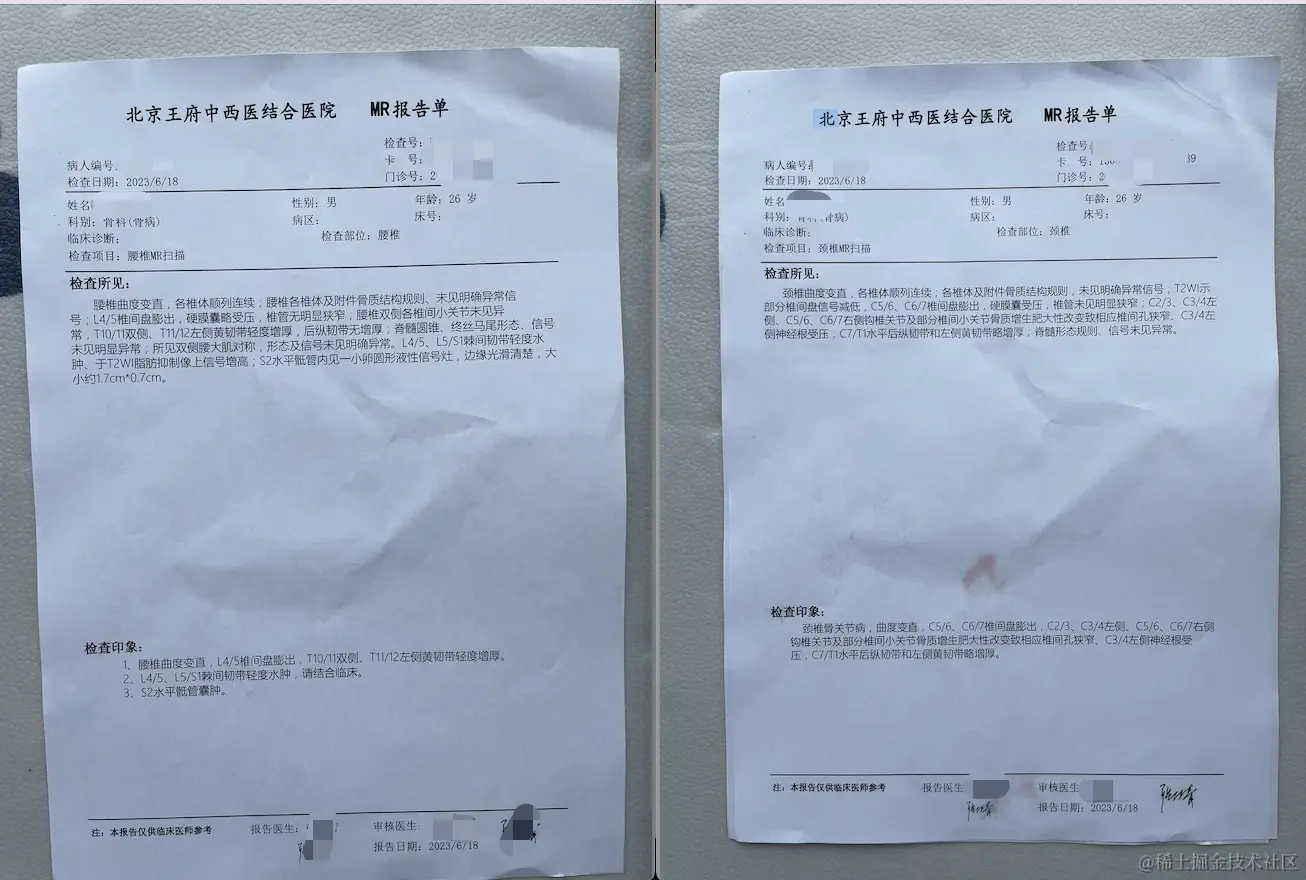 北京王府中西医结合医院 MR报告单
检查号:
病人编号
卡 号:
检查日期: 2023/6/18
门诊号: 2
姓名
性别: 男
年龄: 26 岁
科别: 骨科(骨病)
病区:
床号:
临床诊断:
检查部位: 腰椎
检查项目: 腰椎MR扫描
检查所见:
腰椎曲度变直，各椎体顺列连续；腰椎各椎体及附件骨质结构规则、未见明确异常信
号；L4/5椎间盘膨出，硬膜囊略受压，椎管无明显狭窄，腰椎双侧各椎间小关节未见异
常，T10/11双侧、T11/12左侧黄韧带轻度增厚，后纵韧带无增厚；脊髓圆锥、终丝马尾形态、信号
未见明显异常；所见双侧腰大肌对称，形态及信号未见明确异常。L4/5、L5/S1棘间韧带轻度水
肿、于T2WI脂肪抑制像上信号增高；S2水平骶管内见一小卵圆形液性信号灶，边缘光滑清楚，大
小约1.7cm*0.7cm。
检查印象:
1、腰椎曲度变直，L4/5椎间盘膨出，T10/11双侧、T11/12左侧黄韧带轻度增厚。
2、L4/5、L5/S1棘间韧带轻度水肿，请结合临床。
3、S2水平骶管囊肿。
注: 本报告仅供临床医师参考
报告医生:
审核医生
报告日期: 2023/6/18
北京王府中西医结合医院 MR报告单
检查号:
病人编号:
卡 号: 39
检查日期: 2023/6/18
门诊号: 2
姓名
性别: 男
年龄: 26 岁
科别: 骨科(骨病)
病区:
床号:
临床诊断:
检查部位: 颈椎
检查项目: 颈椎MR扫描
检查所见:
颈椎曲度变直，各椎体顺列连续；各椎体及附件骨质结构规则，未见明确异常信号；T2WI示
部分椎间盘信号减低，C5/6、C6/7椎间盘膨出，硬膜囊受压，椎管未见明显狭窄；C2/3、C3/4左
侧、C5/6、C6/7右侧钩椎关节及部分椎间小关节骨质增生肥大性改变致相应椎间孔狭窄、C3/4左
侧神经根受压；C7/T1水平后纵韧带和左侧黄韧带略增厚，脊髓形态规则、信号未见异常。
检查印象:
颈椎骨关节病，曲度变直，C5/6、C6/7椎间盘膨出，C2/3、C3/4左侧、C5/6、C6/7右侧
钩椎关节及部分椎间小关节骨质增生肥大性改变致相应椎间孔狭窄、C3/4左侧神经根受
压，C7/T1水平后纵韧带和左侧黄韧带略增厚。
注: 本报告仅供临床医师参考
报告医生
审核医生
报告日期: 2023/6/18
@稀土掘金技术社区